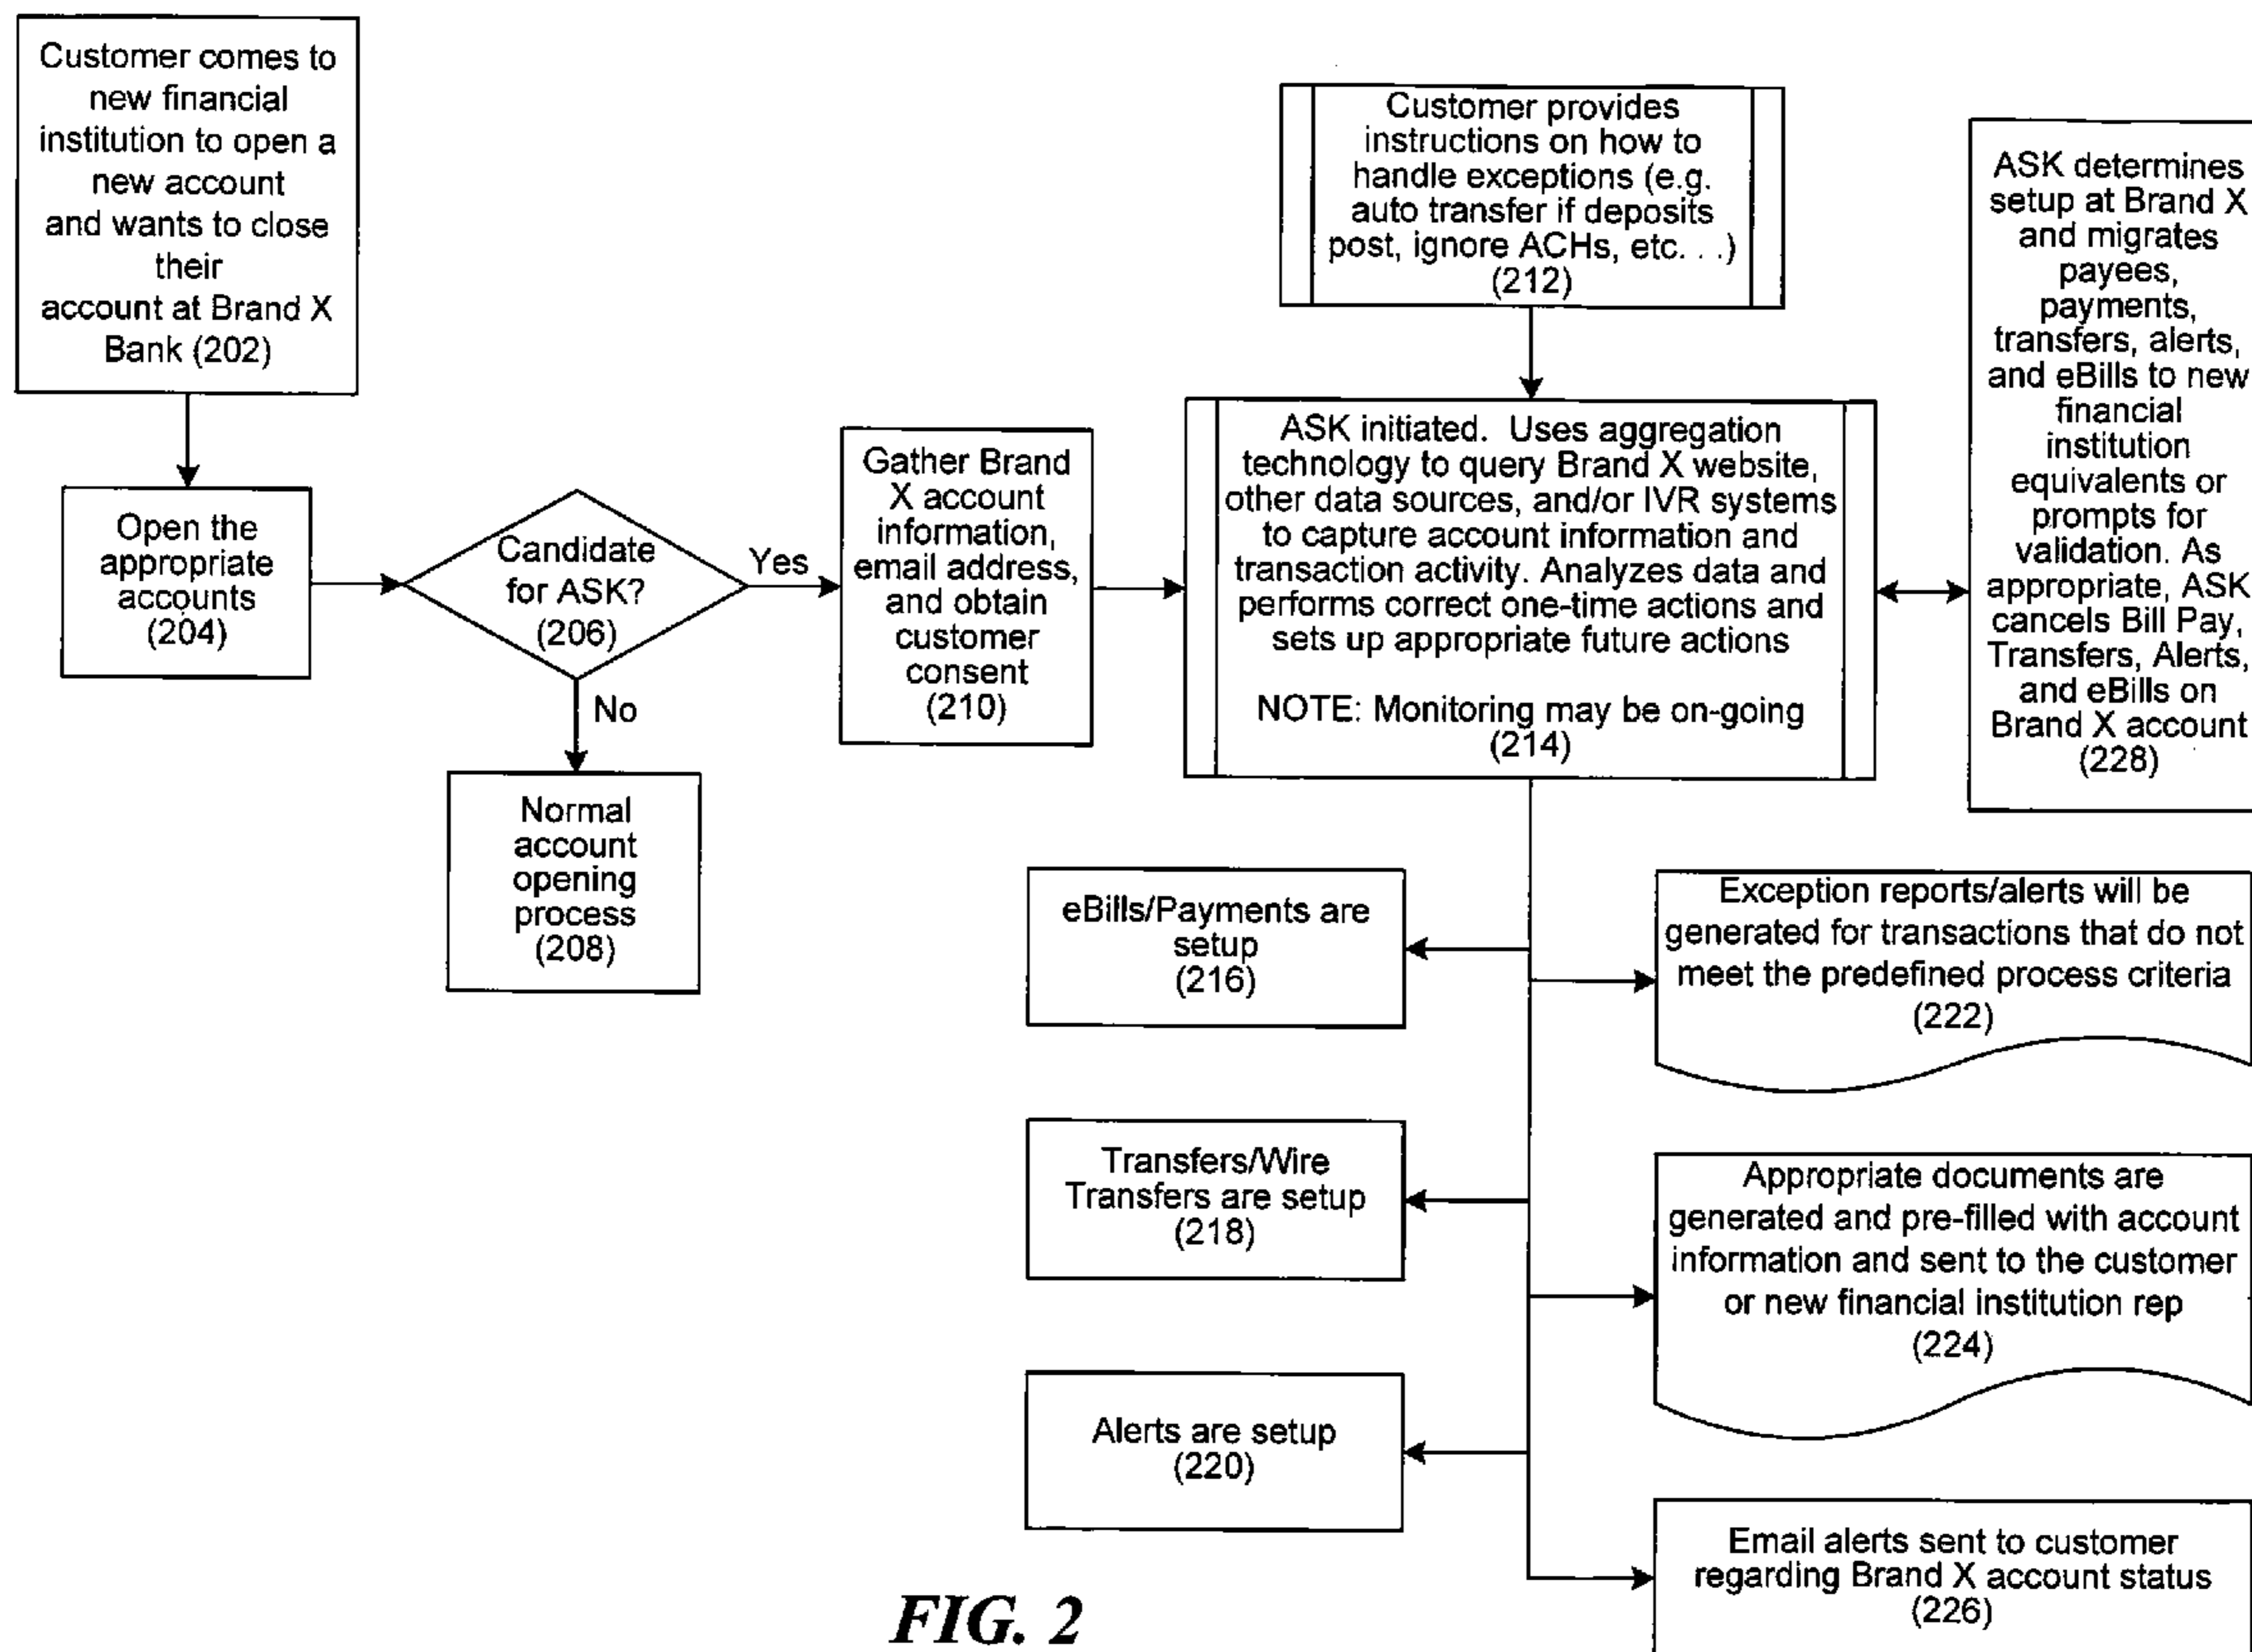 Customer comes to
new financial
institution to open a
new account
and wants to close
their
account at Brand X
Bank (202)
Open the
appropriate
accounts
(204)
Candidate
for ASK?
(206)
Yes
No
Normal
account
opening
process
(208)
Gather Brand
X account
information,
email address,
and obtain
customer
consent
(210)
Customer provides
instructions on how to
handle exceptions (e.g.
auto transfer if deposits
post, ignore ACHs, etc. . .)
(212)
ASK initiated. Uses aggregation
technology to query Brand X website,
other data sources, and/or IVR systems
to capture account information and
transaction activity. Analyzes data and
performs correct one-time actions and
sets up appropriate future actions
NOTE: Monitoring may be on-going
(214)
ASK determines
setup at Brand X
and migrates
payees,
payments,
transfers, alerts,
and eBills to new
financial
institution
equivalents or
prompts for
validation. As
appropriate, ASK
cancels Bill Pay,
Transfers, Alerts,
and eBills on
Brand X account
(228)
eBills/Payments are
setup
(216)
Exception reports/alerts will be
generated for transactions that do not
meet the predefined process criteria
(222)
Transfers/Wire
Transfers are setup
(218)
Appropriate documents are
generated and pre-filled with account
information and sent to the customer
or new financial institution rep
(224)
Alerts are setup
(220)
Email alerts sent to customer
regarding Brand X account status
(226)
FIG. 2